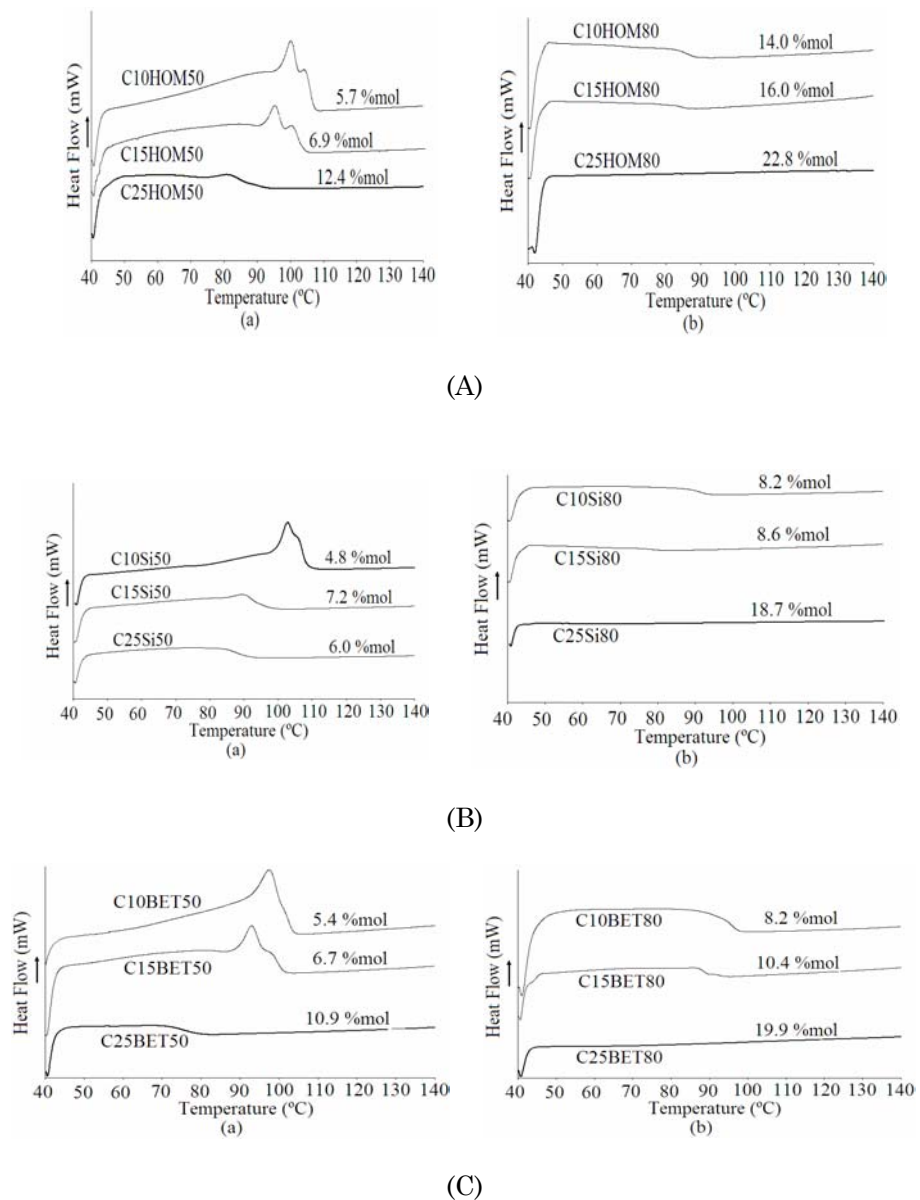 Heat Flow (mW)
C10HOM50
5.7 %mol
6.9 %mol
C15HOM50
12.4 %mol
C25HOM50
40 50 60 70 80 90 100 110 120 130 140
Temperature (ºC)
(a)
Heat Flow (mW)
C10HOM80
14.0 %mol
C15HOM80
16.0 %mol
C25HOM80
22.8 %mol
40 50 60 70 80 90 100 110 120 130 140
Temperature (ºC)
(b)
(A)
Heat Flow (mW)
C10Si50
4.8 %mol
C15Si50
7.2 %mol
C25Si50
6.0 %mol
40 50 60 70 80 90 100 110 120 130 140
Temperature (ºC)
(a)
Heat Flow (mW)
8.2 %mol
C10Si80
8.6 %mol
C15Si80
18.7 %mol
C25Si80
40 50 60 70 80 90 100 110 120 130 140
Temperature (ºC)
(b)
(B)
Heat Flow (mW)
C10BET50
5.4 %mol
6.7 %mol
C15BET50
10.9 %mol
C25BET50
40 50 60 70 80 90 100 110 120 130 140
Temperature (ºC)
(a)
Heat Flow (mW)
C10BET80
8.2 %mol
10.4 %mol
C15BET80
19.9 %mol
C25BET80
40 50 60 70 80 90 100 110 120 130 140
Temperature (ºC)
(b)
(C)